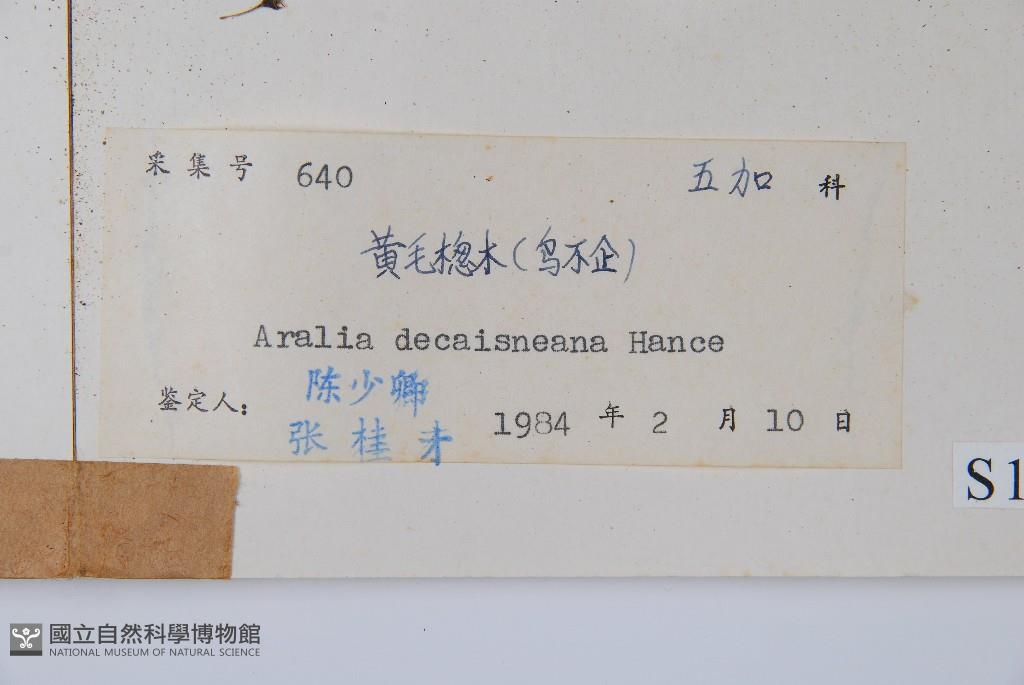 采集号 640 五加 科
黄毛楤木(鸟不企)
Aralia decaisneana Hance
鉴定人: 陈少卿
张桂才 1984 年 2 月 10 日
S1
國立自然科學博物館
NATIONAL MUSEUM OF NATURAL SCIENCE